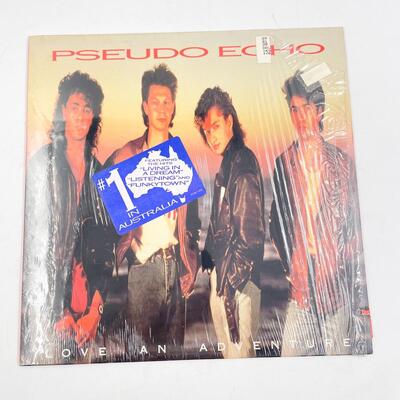 PSEUDO ECHO
#1
IN
AUSTRALIA
FEATURING
THE HITS
"LIVING IN
A DREAM"
"LISTENING" AND
"FUNKYTOWN"
LOVE AN ADVENTURE